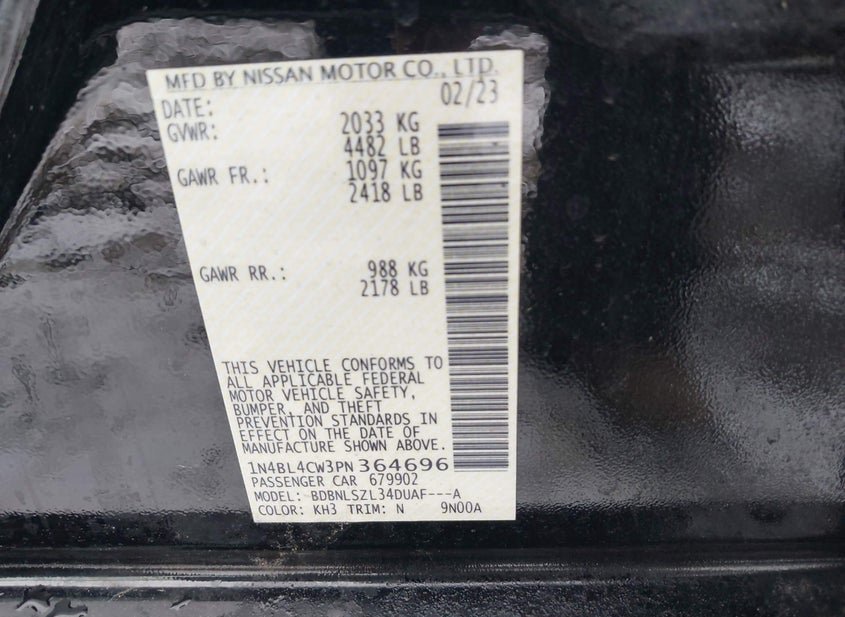 MFD BY NISSAN MOTOR CO., LTD.
DATE: 02/23
GVWR: 2033 KG
4482 LB
GAWR FR.: 1097 KG
2418 LB
GAWR RR.: 988 KG
2178 LB
THIS VEHICLE CONFORMS TO
ALL APPLICABLE FEDERAL
MOTOR VEHICLE SAFETY,
BUMPER, AND THEFT
PREVENTION STANDARDS IN
EFFECT ON THE DATE OF
MANUFACTURE SHOWN ABOVE.
1N4BL4CW3PN364696
PASSENGER CAR 679902
MODEL: BDBNLSZL34DUAF---A
COLOR: KH3 TRIM: N 9N00A